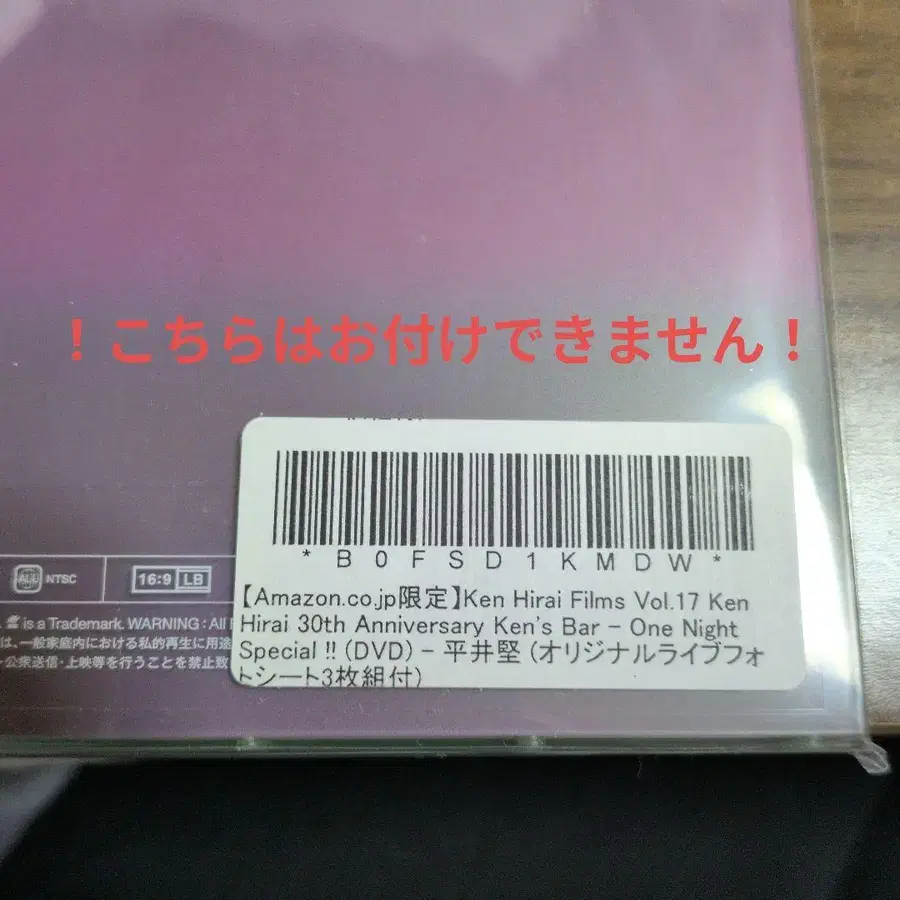 ！こちらはお付けできません！
*B0FSD1KMDW*
【Amazon.co.jp限定】Ken Hirai Films Vol.17 Ken
Hirai 30th Anniversary Ken's Bar - One Night
Special !! (DVD) - 平井堅 (オリジナルライブフォ
トシート3枚組付)
ALL NTSC 16:9 LB
is a Trademark. WARNING : All
は、一般家庭内における私的再生に用途
公衆送信・上映等を行うことを禁止致